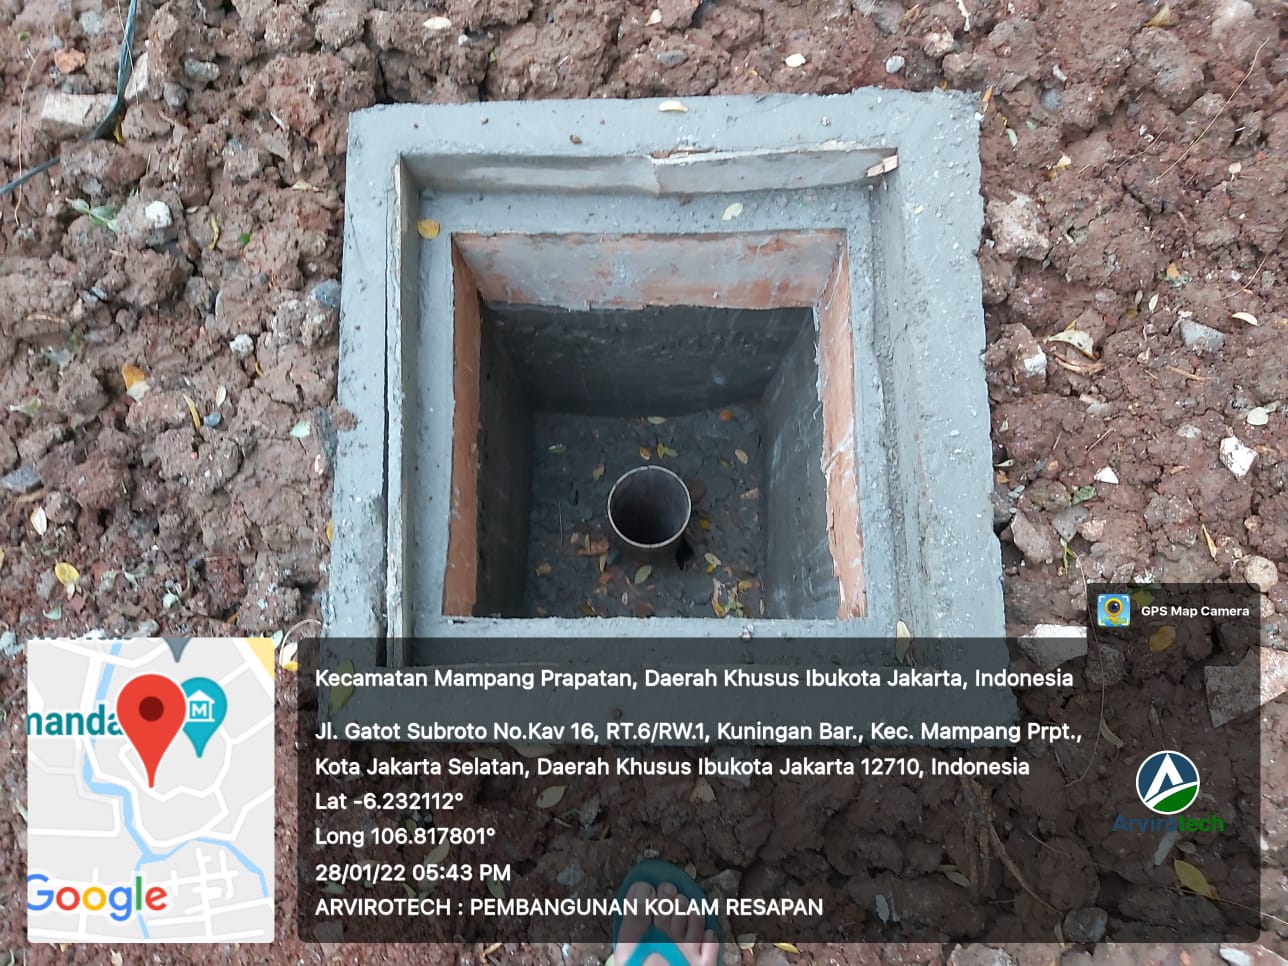 GPS Map Camera
Kecamatan Mampang Prapatan, Daerah Khusus Ibukota Jakarta, Indonesia
Jl. Gatot Subroto No.Kav 16, RT.6/RW.1, Kuningan Bar., Kec. Mampang Prpt.,
Kota Jakarta Selatan, Daerah Khusus Ibukota Jakarta 12710, Indonesia
Lat -6.232112°
Long 106.817801°
28/01/22 05:43 PM
ARVIROTECH : PEMBANGUNAN KOLAM RESAPAN
manda
Google
Arvirotech